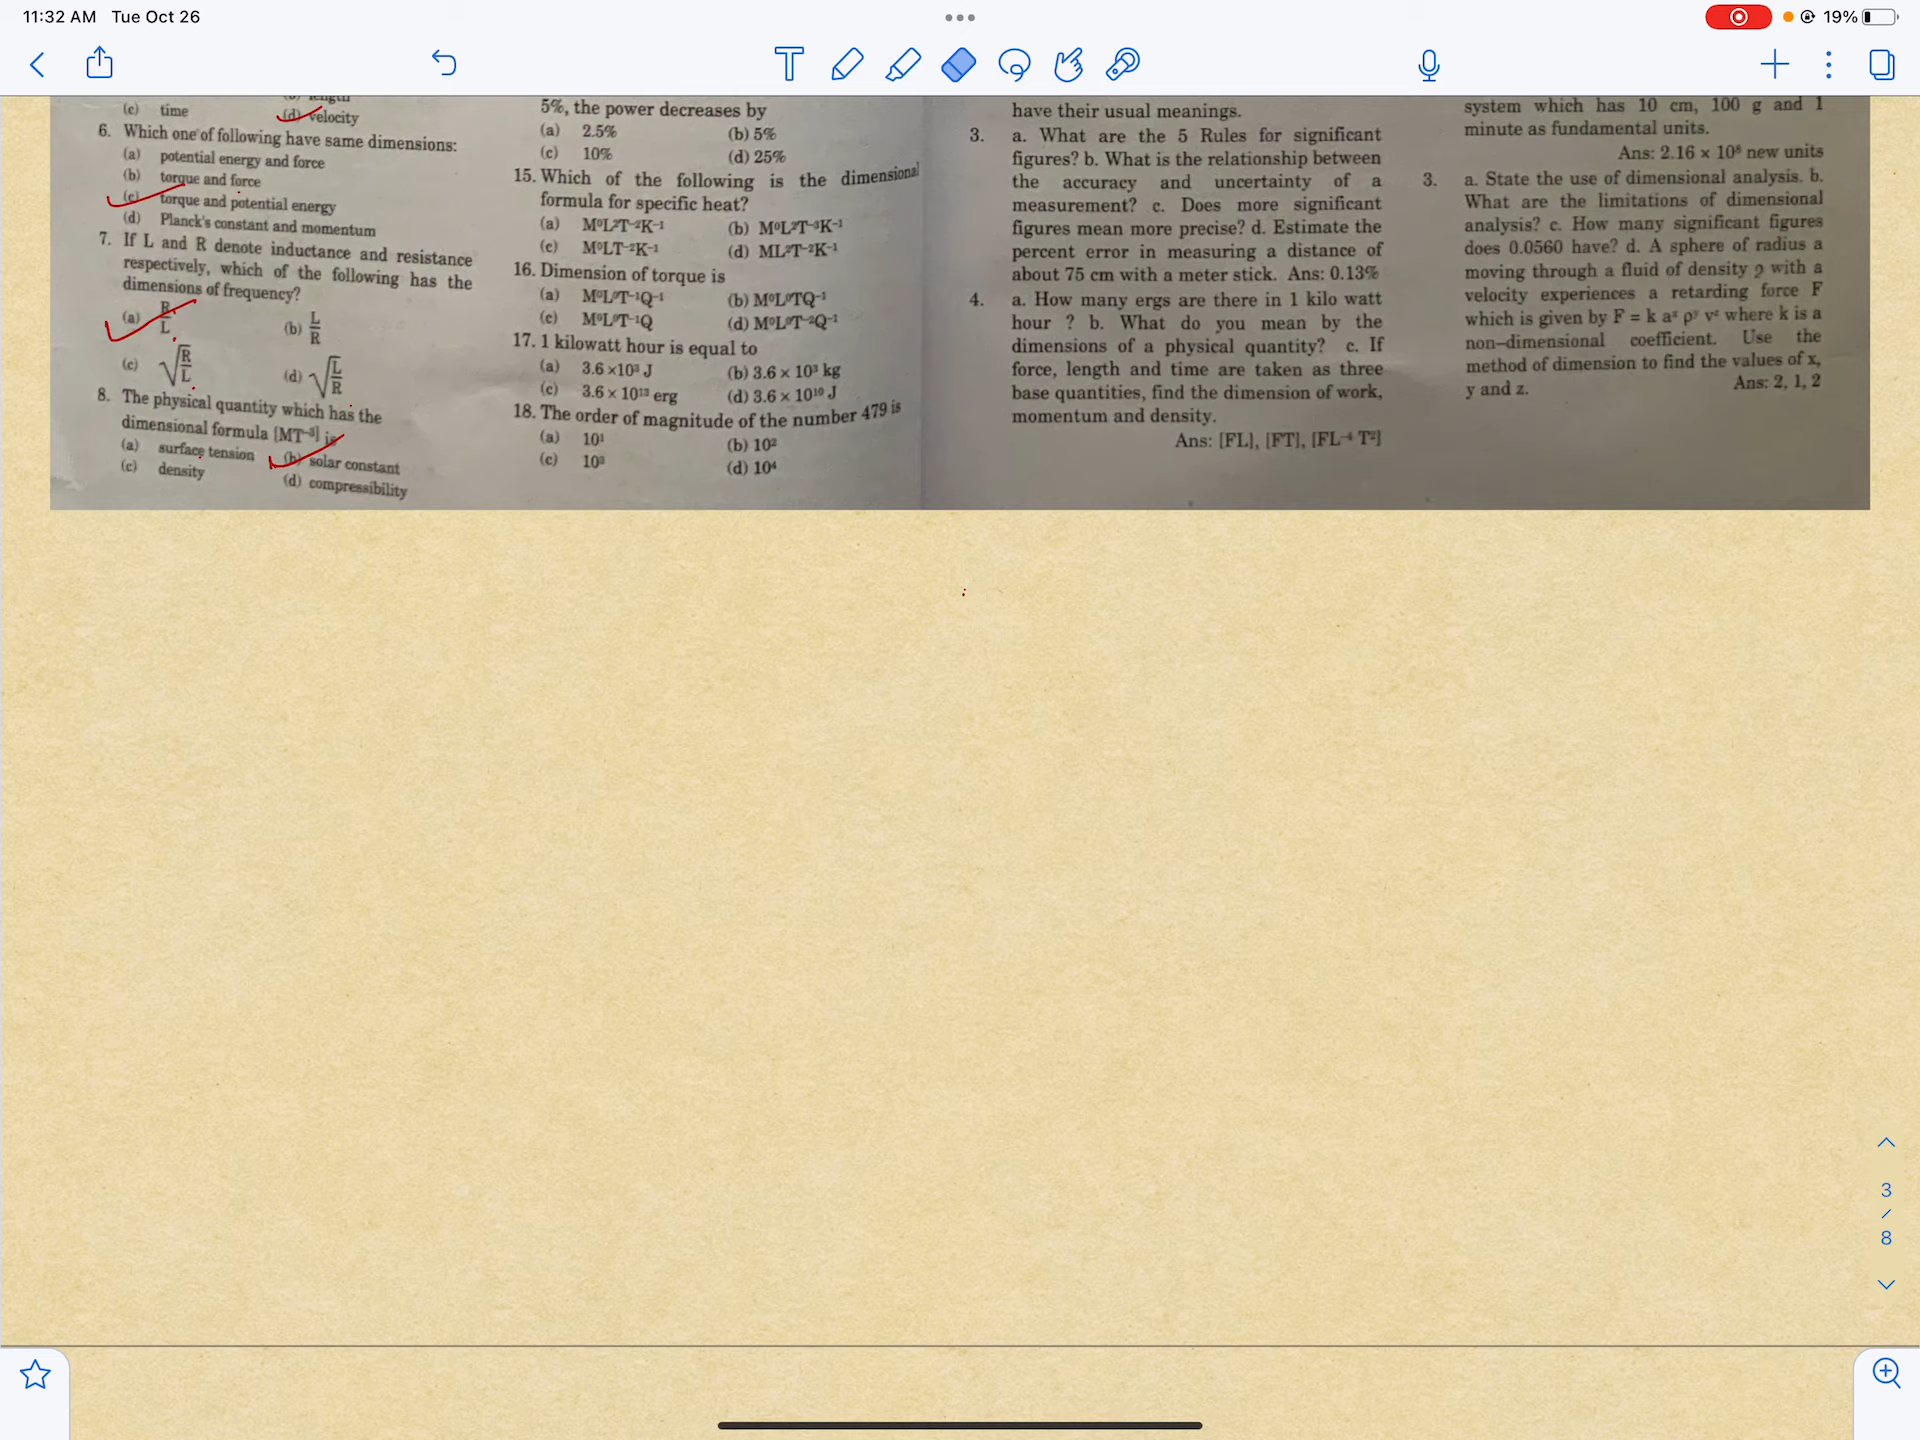 11:32 AM Tue Oct 26
19%
(c) time
(d) velocity
6. Which one of following have same dimensions:
(a) potential energy and force
(b) torque and force
(c) torque and potential energy
(d) Planck's constant and momentum
7. If L and R denote inductance and resistance
respectively, which of the following has the
dimensions of frequency?
(a) R/L
(b) L/R
(c) √(R/L)
(d) √(L/R)
8. The physical quantity which has the
dimensional formula [MT⁻³] is
(a) surface tension (b) solar constant
(c) density
(d) compressibility
5%, the power decreases by
(a) 2.5% (b) 5%
(c) 10% (d) 25%
15. Which of the following is the dimensional
formula for specific heat?
(a) M⁰L²T⁻²K⁻¹ (b) M⁰L²T⁻³K⁻¹
(c) M⁰LT⁻²K⁻¹ (d) ML²T⁻²K⁻¹
16. Dimension of torque is
(a) M⁰L⁰T⁻¹Q⁻¹ (b) M⁰L⁰TQ⁻¹
(c) M⁰L⁰T⁻¹Q (d) M⁰L⁰T⁻²Q⁻¹
17. 1 kilowatt hour is equal to
(a) J (b) 3.6 × 10³ kg
(c) 3.6 × 10¹³ erg (d) 3.6 × 10¹⁰ J
18. The order of magnitude of the number 479 is
(a) 10¹ (b) 10²
(c) 10³ (d) 10⁴
have their usual meanings.
3. a. What are the 5 Rules for significant
figures? b. What is the relationship between
the accuracy and uncertainty of a
measurement? c. Does more significant
figures mean more precise? d. Estimate the
percent error in measuring a distance of
about 75 cm with a meter stick. Ans: 0.13%
4. a. How many ergs are there in 1 kilo watt
hour ? b. What do you mean by the
dimensions of a physical quantity? c. If
force, length and time are taken as three
base quantities, find the dimension of work,
momentum and density.
Ans: [FL], [FT], [FL⁻⁴ T²]
system which has 10 cm, 100 g and 1
minute as fundamental units.
Ans: 2.16 × 10⁸ new units
3. a. State the use of dimensional analysis. b.
What are the limitations of dimensional
analysis? c. How many significant figures
does 0.0560 have? d. A sphere of radius a
moving through a fluid of density ρ with a
velocity experiences a retarding force F
which is given by F = k aˣ ρʸ vᶻ where k is a
non-dimensional coefficient. Use the
method of dimension to find the values of x,
y and z. Ans: 2, 1, 2
3
/
8